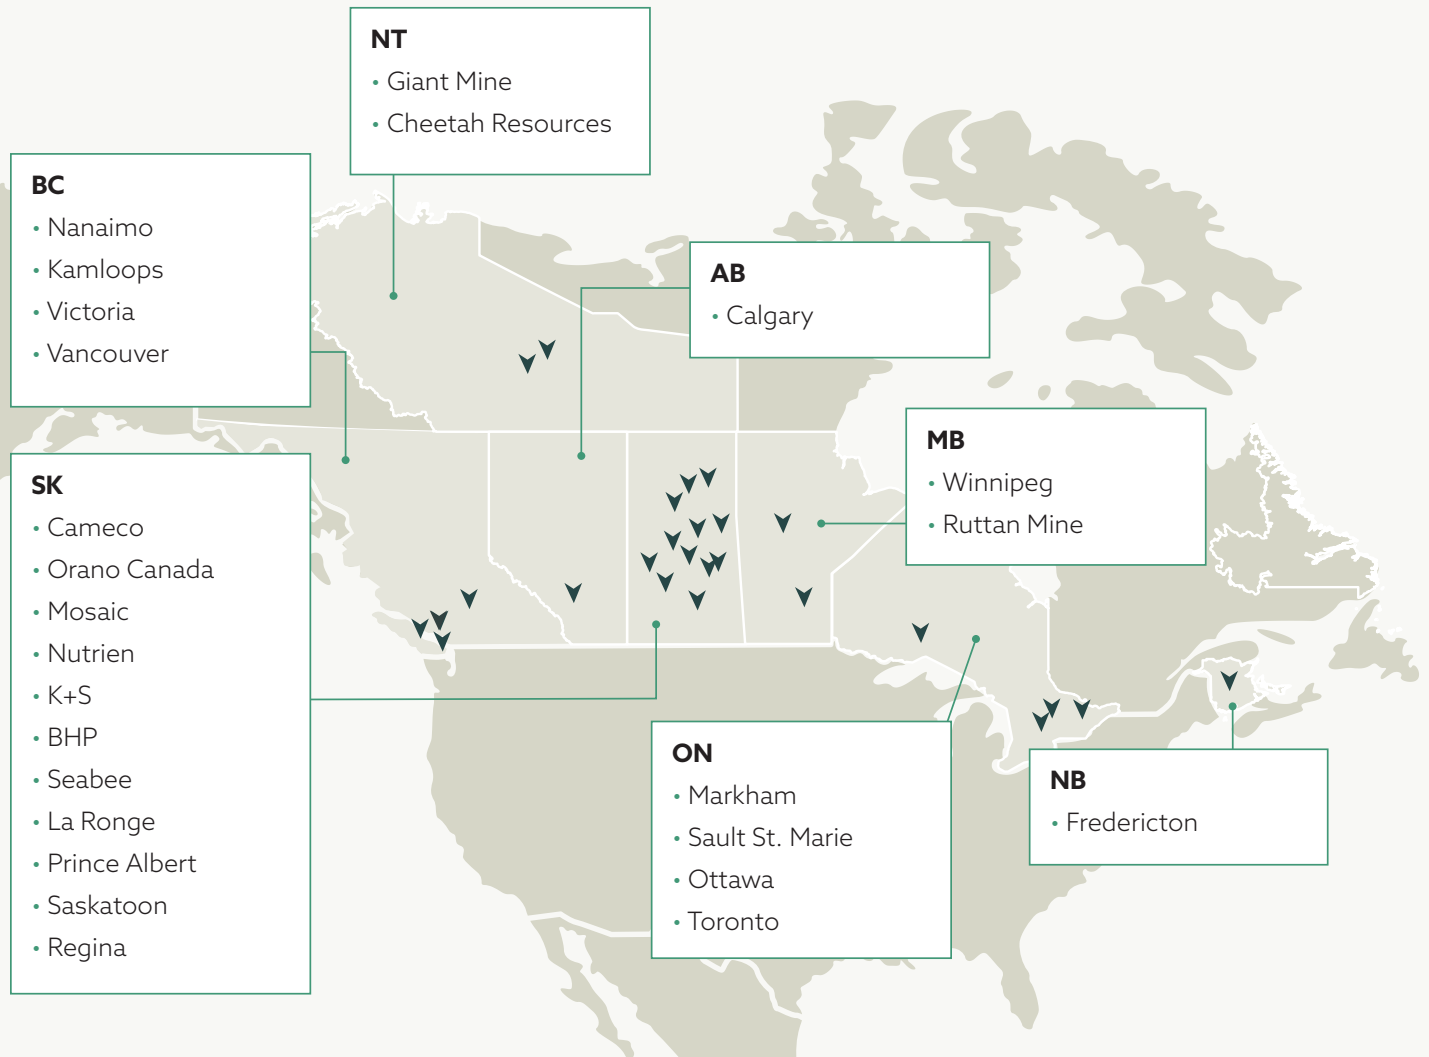 NT
• Giant Mine
• Cheetah Resources
BC
• Nanaimo
• Kamloops
• Victoria
• Vancouver
AB
• Calgary
MB
• Winnipeg
• Ruttan Mine
SK
• Cameco
• Orano Canada
• Mosaic
• Nutrien
• K+S
• BHP
• Seabee
• La Ronge
• Prince Albert
• Saskatoon
• Regina
ON
• Markham
• Sault St. Marie
• Ottawa
• Toronto
NB
• Fredericton